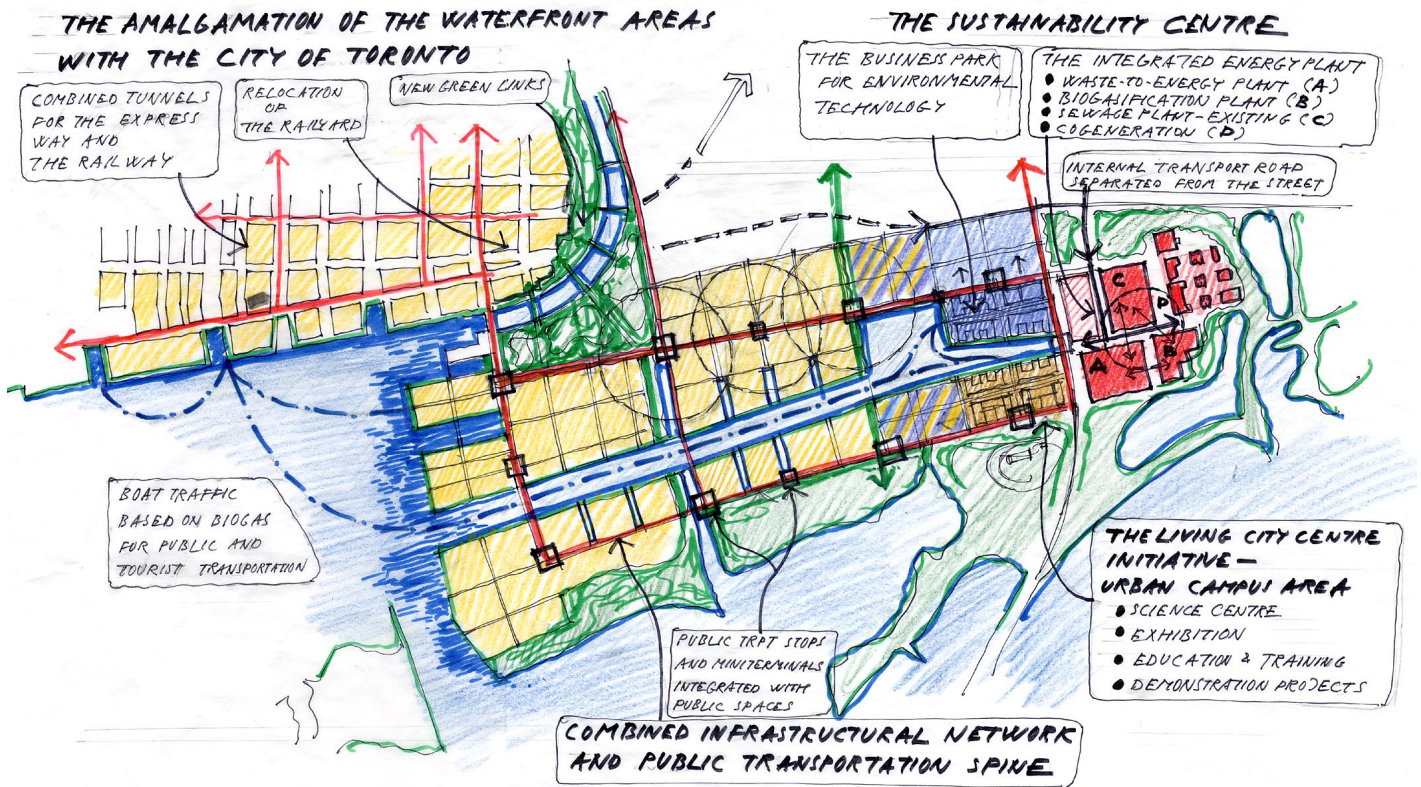 THE AMALGAMATION OF THE WATERFRONT AREAS
WITH THE CITY OF TORONTO
THE SUSTAINABILITY CENTRE
COMBINED TUNNELS
FOR THE EXPRESS
WAY AND
THE RAILWAY
RELOCATION
OF
THE RAILYARD
NEW GREEN LINKS
THE BUSINESS PARK
FOR ENVIRONMENTAL
TECHNOLOGY
THE INTEGRATED ENERGY PLANT
● WASTE-TO-ENERGY PLANT (A)
● BIOGASIFICATION PLANT (B)
● SEWAGE PLANT-EXISTING (C)
● COGENERATION (D)
INTERNAL TRANSPORT ROAD
SEPARATED FROM THE STREET
C
D
A
B
BOAT TRAFFIC
BASED ON BIOGAS
FOR PUBLIC AND
TOURIST TRANSPORTATION
PUBLIC TRPT STOPS
AND MINITERMINALS
INTEGRATED WITH
PUBLIC SPACES
THE LIVING CITY CENTRE
INITIATIVE —
URBAN CAMPUS AREA
● SCIENCE CENTRE
● EXHIBITION
● EDUCATION & TRAINING
● DEMONSTRATION PROJECTS
COMBINED INFRASTRUCTURAL NETWORK
AND PUBLIC TRANSPORTATION SPINE